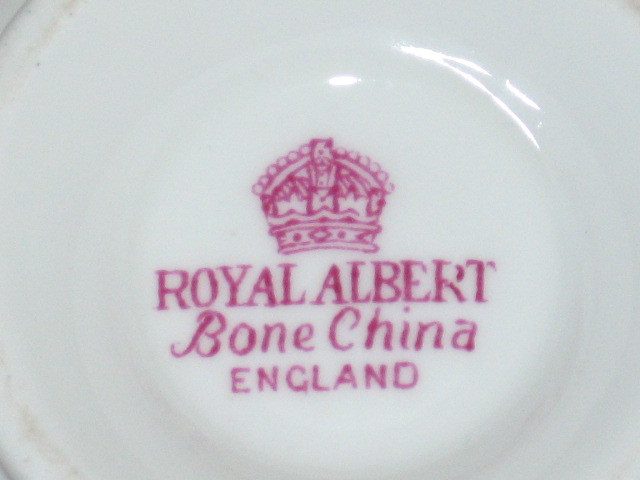 ROYAL ALBERT
Bone China
ENGLAND